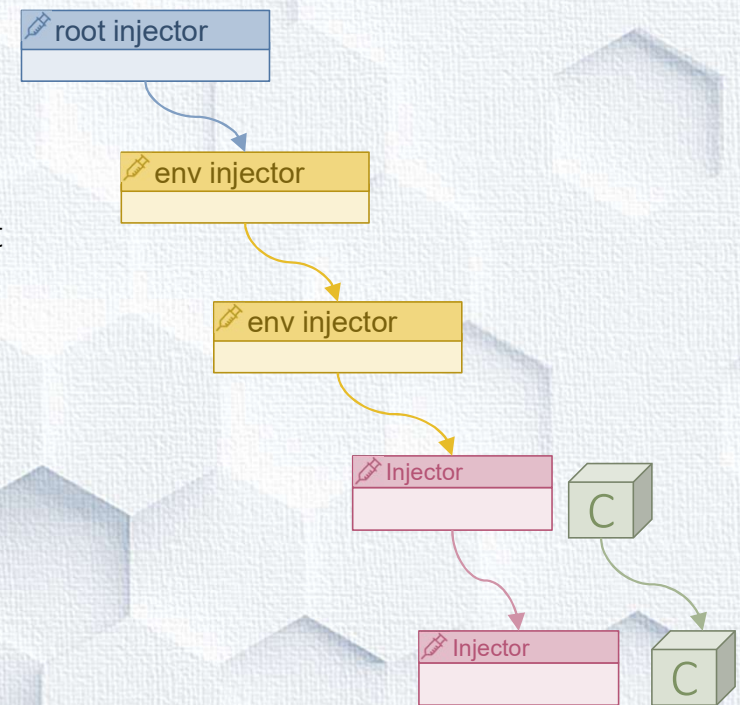 root injector
env injector
t
env injector
Injector
C
Injector
C